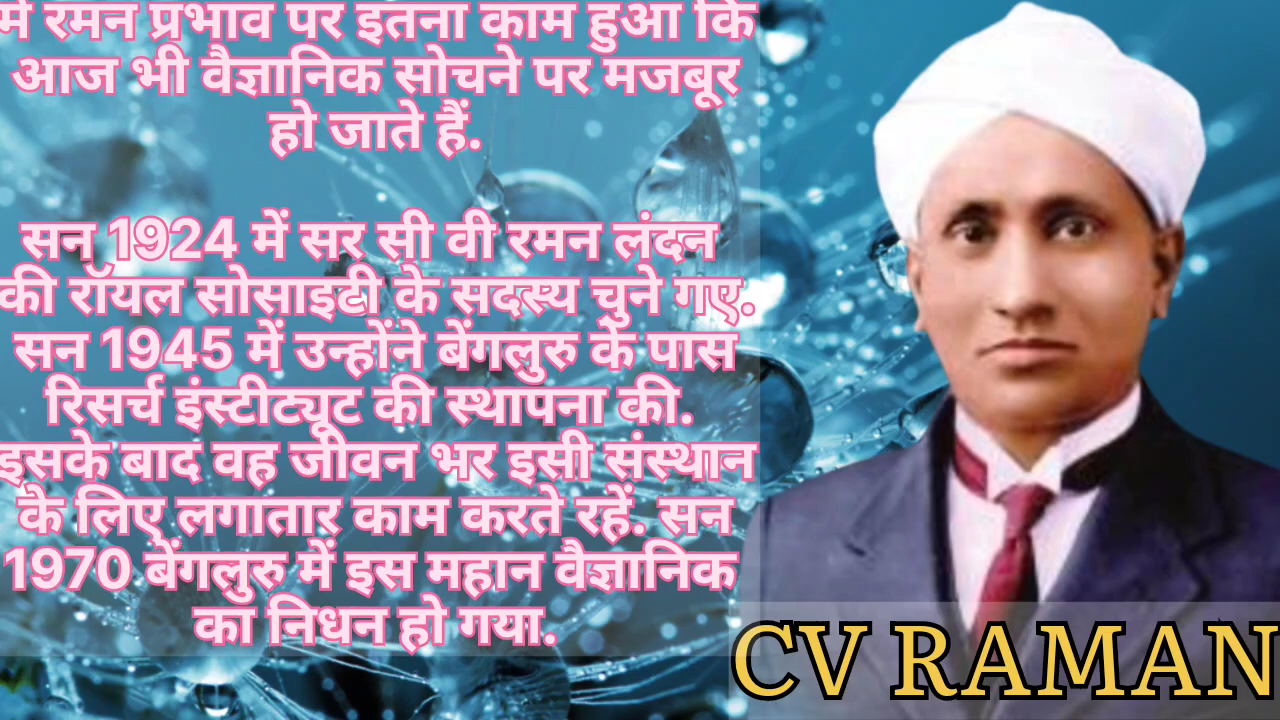 में रमन प्रभाव पर इतना काम हुआ कि
आज भी वैज्ञानिक सोचने पर मजबूर
हो जाते हैं.
सन 1924 में सर सी वी रमन लंदन
की रॉयल सोसाइटी के सदस्य चुने गए.
सन 1945 में उन्होंने बेंगलुरु के पास
रिसर्च इंस्टीट्यूट की स्थापना की.
इसके बाद वह जीवन भर इसी संस्थान
के लिए लगातार काम करते रहें. सन
1970 बेंगलुरु में इस महान वैज्ञानिक
का निधन हो गया.
CV RAMAN